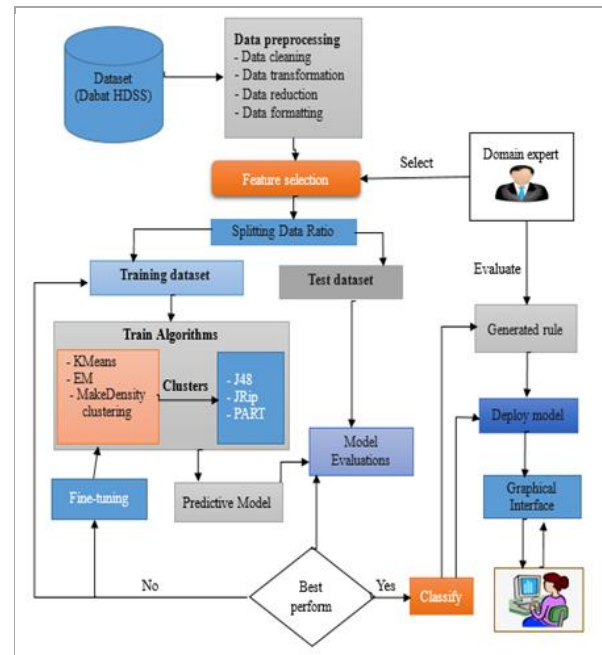 Dataset
(Dabat HDSS)
Data preprocessing
- Data cleaning
- Data transformation
- Data reduction
- Data formatting
Select
Domain expert
Feature selection
Splitting Data Ratio
Training dataset
Test dataset
Evaluate
Train Algorithms
- KMeans
- EM
- MakeDensity
clustering
Clusters
- J48
- JRip
- PART
Generated rule
Deploy model
Model
Evaluations
Fine-tuning
Predictive Model
Graphical
Interface
No
Best
perform
Yes
Classify